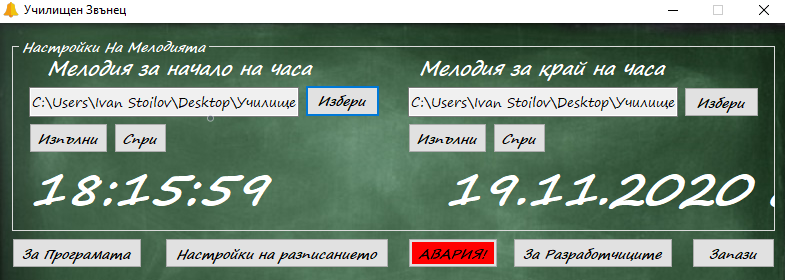 Училищен Звънец
Настройки На Мелодията
Мелодия за начало на часа
Мелодия за край на часа
C:\Users\Ivan Stoilov\Desktop\Училище
Избери
C:\Users\Ivan Stoilov\Desktop\Училище
Избери
Изпълни
Спри
Изпълни
Спри
18:15:59
19.11.2020
За Програмата
Настройки на разписанието
АВАРИЯ!
За Разработчиците
Запази